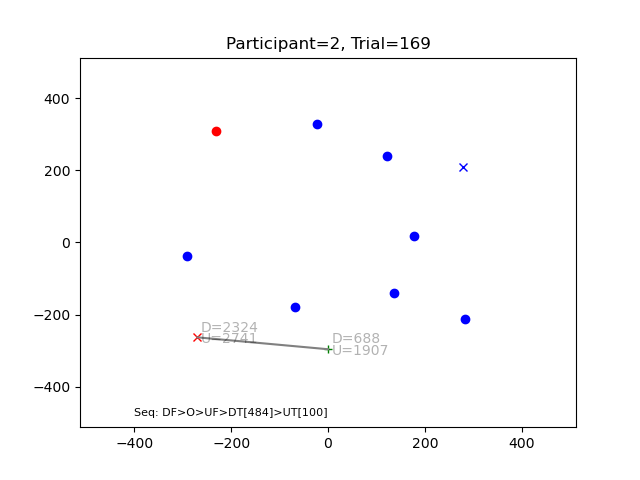 Participant=2, Trial=169
400
200
0
−200
−400
D=2324
U=2741
D=688
U=1907
Seq: DF>O>UF>DT[484]>UT[100]
−400 −200 0 200 400